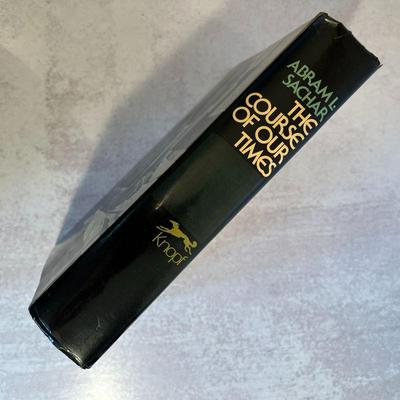 ABRAM L.
SACHAR
THE
COURSE
OF OUR
TIMES
Knopf